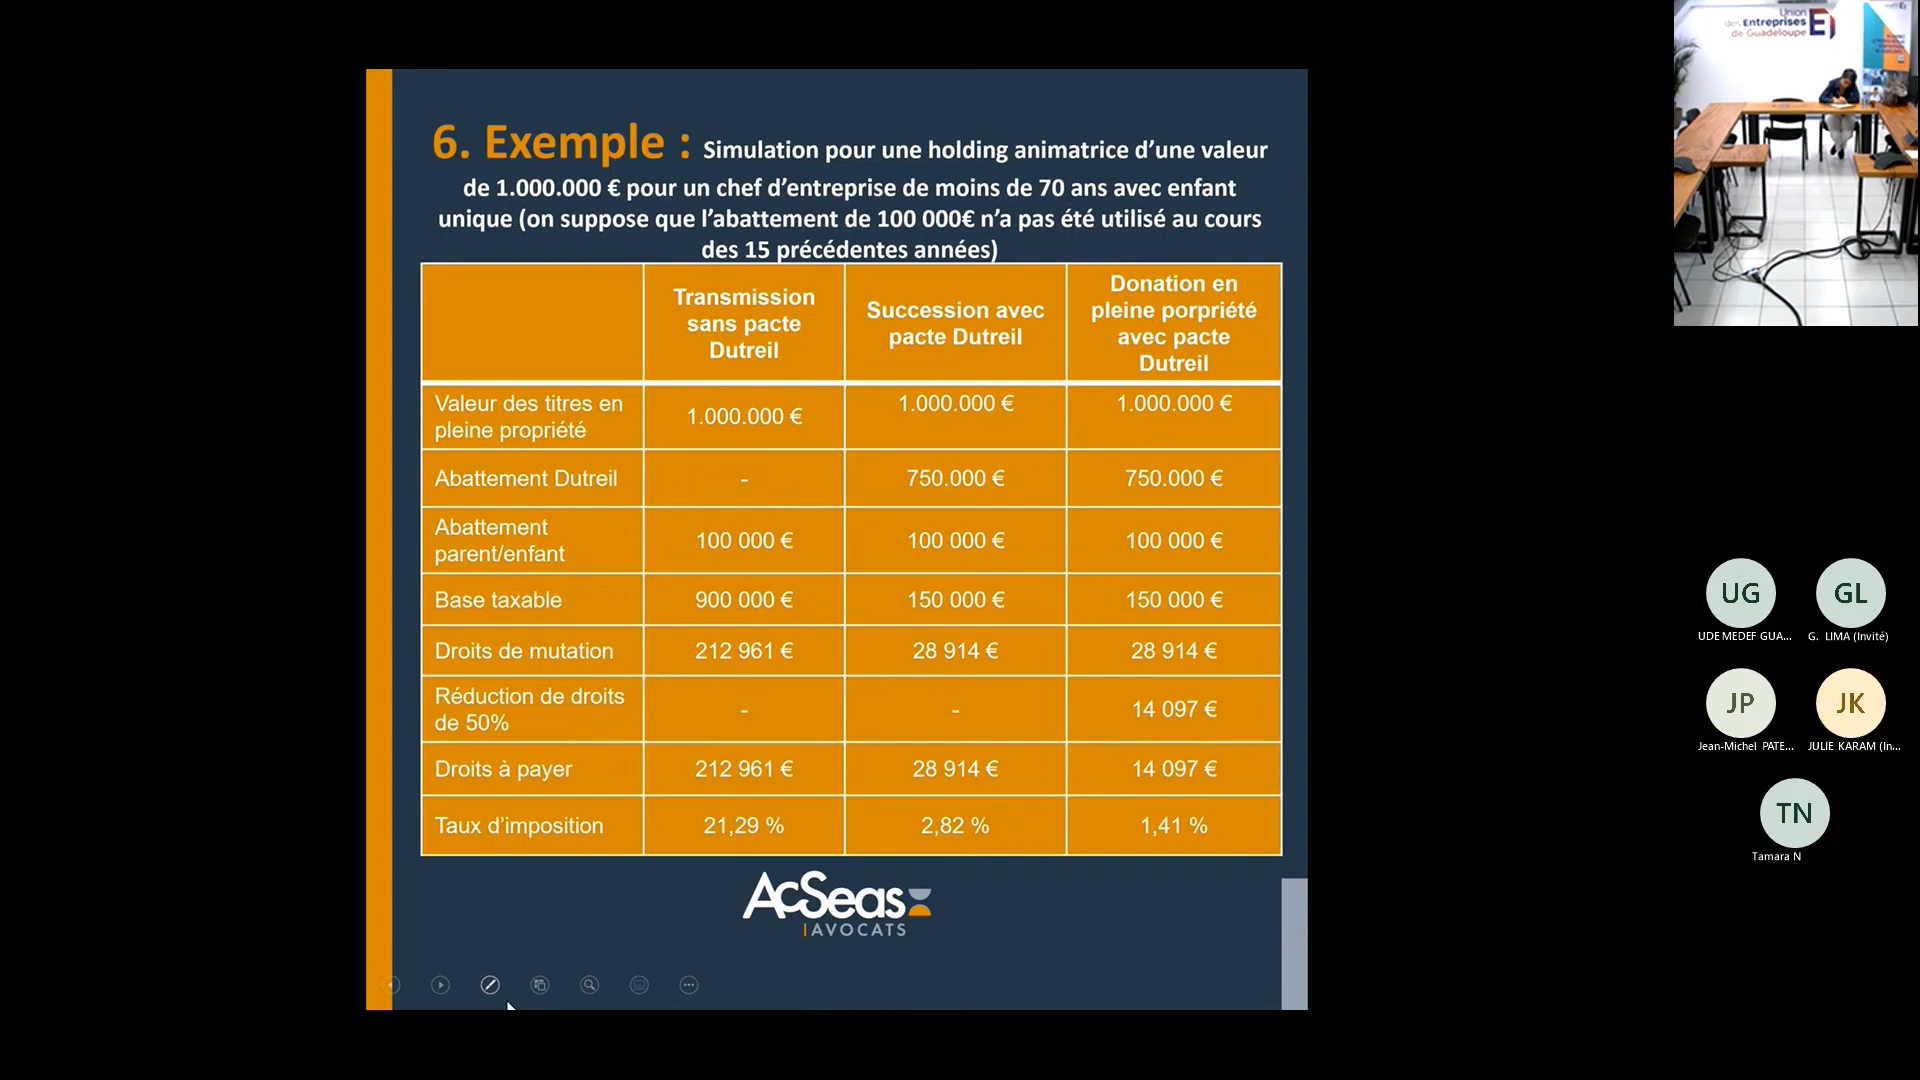 6. Exemple : Simulation pour une holding animatrice d’une valeur
de 1.000.000 € pour un chef d’entreprise de moins de 70 ans avec enfant
unique (on suppose que l’abattement de 100 000€ n’a pas été utilisé au cours
des 15 précédentes années)
Transmission
sans pacte
Dutreil
Succession avec
pacte Dutreil
Donation en
pleine porpriété
avec pacte
Dutreil
Valeur des titres en
pleine propriété
1.000.000 €
1.000.000 €
1.000.000 €
Abattement Dutreil
-
750.000 €
750.000 €
Abattement
parent/enfant
100 000 €
100 000 €
100 000 €
Base taxable
900 000 €
150 000 €
150 000 €
Droits de mutation
212 961 €
28 914 €
28 914 €
Réduction de droits
de 50%
-
-
14 097 €
Droits à payer
212 961 €
28 914 €
14 097 €
Taux d’imposition
21,29 %
2,82 %
1,41 %
AcSeas
AVOCATS
Union
des Entreprises
de Guadeloupe
UG
UDE MEDEF GUA...
GL
G. LIMA (Invité)
JP
Jean-Michel PATE...
JK
JULIE KARAM (In...
TN
Tamara N